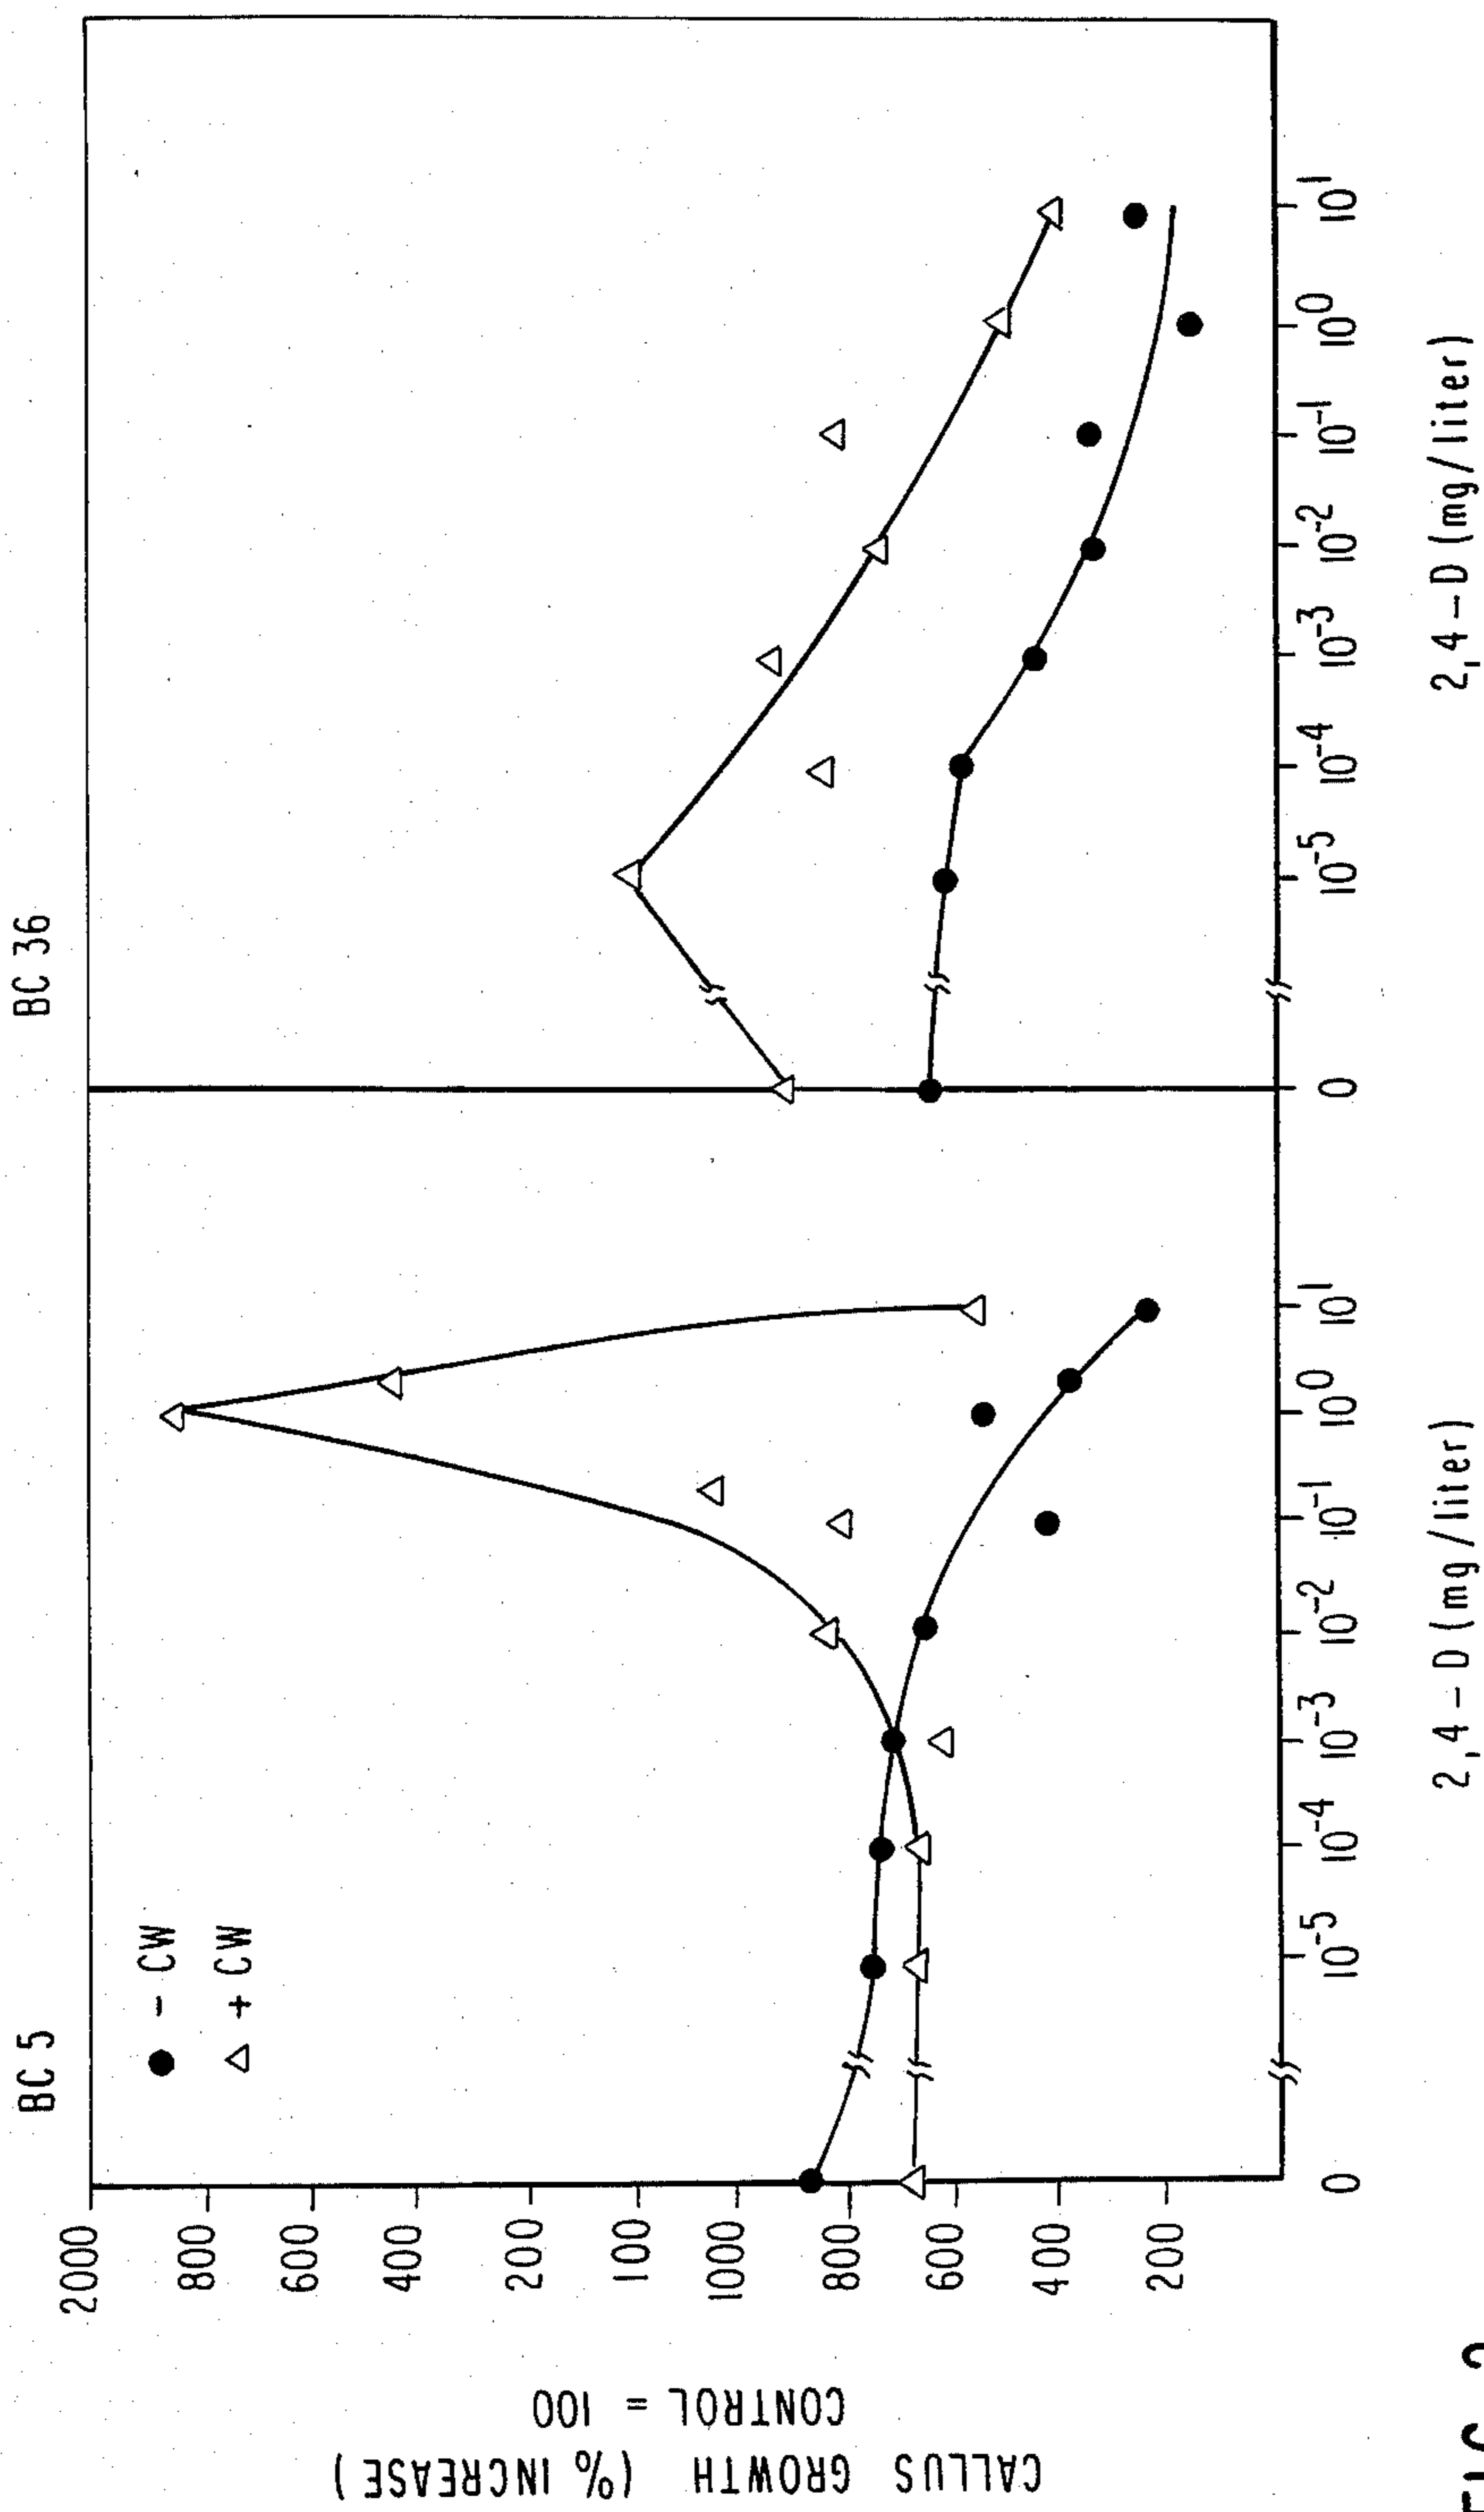 BC 5
BC 36
● – CW
△ + CW
CALLUS GROWTH (% INCREASE)
CONTROL = 100
2000
800
600
400
200
100
1000
800
600
400
200
0 10^-5 10^-4 10^-3 10^-2 10^-1 10^0 10^1
0 10^-5 10^-4 10^-3 10^-2 10^-1 10^0 10^1
2,4-D (mg/liter)
2,4-D (mg/liter)